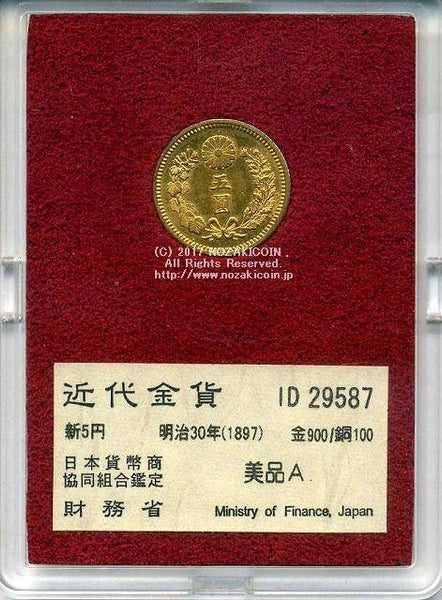 五圓
(C) 2017 NOZAKICOIN .
All Rights Reserved.
http://www.nozakicoin.jp
近代金貨 ID 29587
新5円 明治30年(1897) 金900/銅100
日本貨幣商
協同組合鑑定 美品A.
財務省 Ministry of Finance, Japan